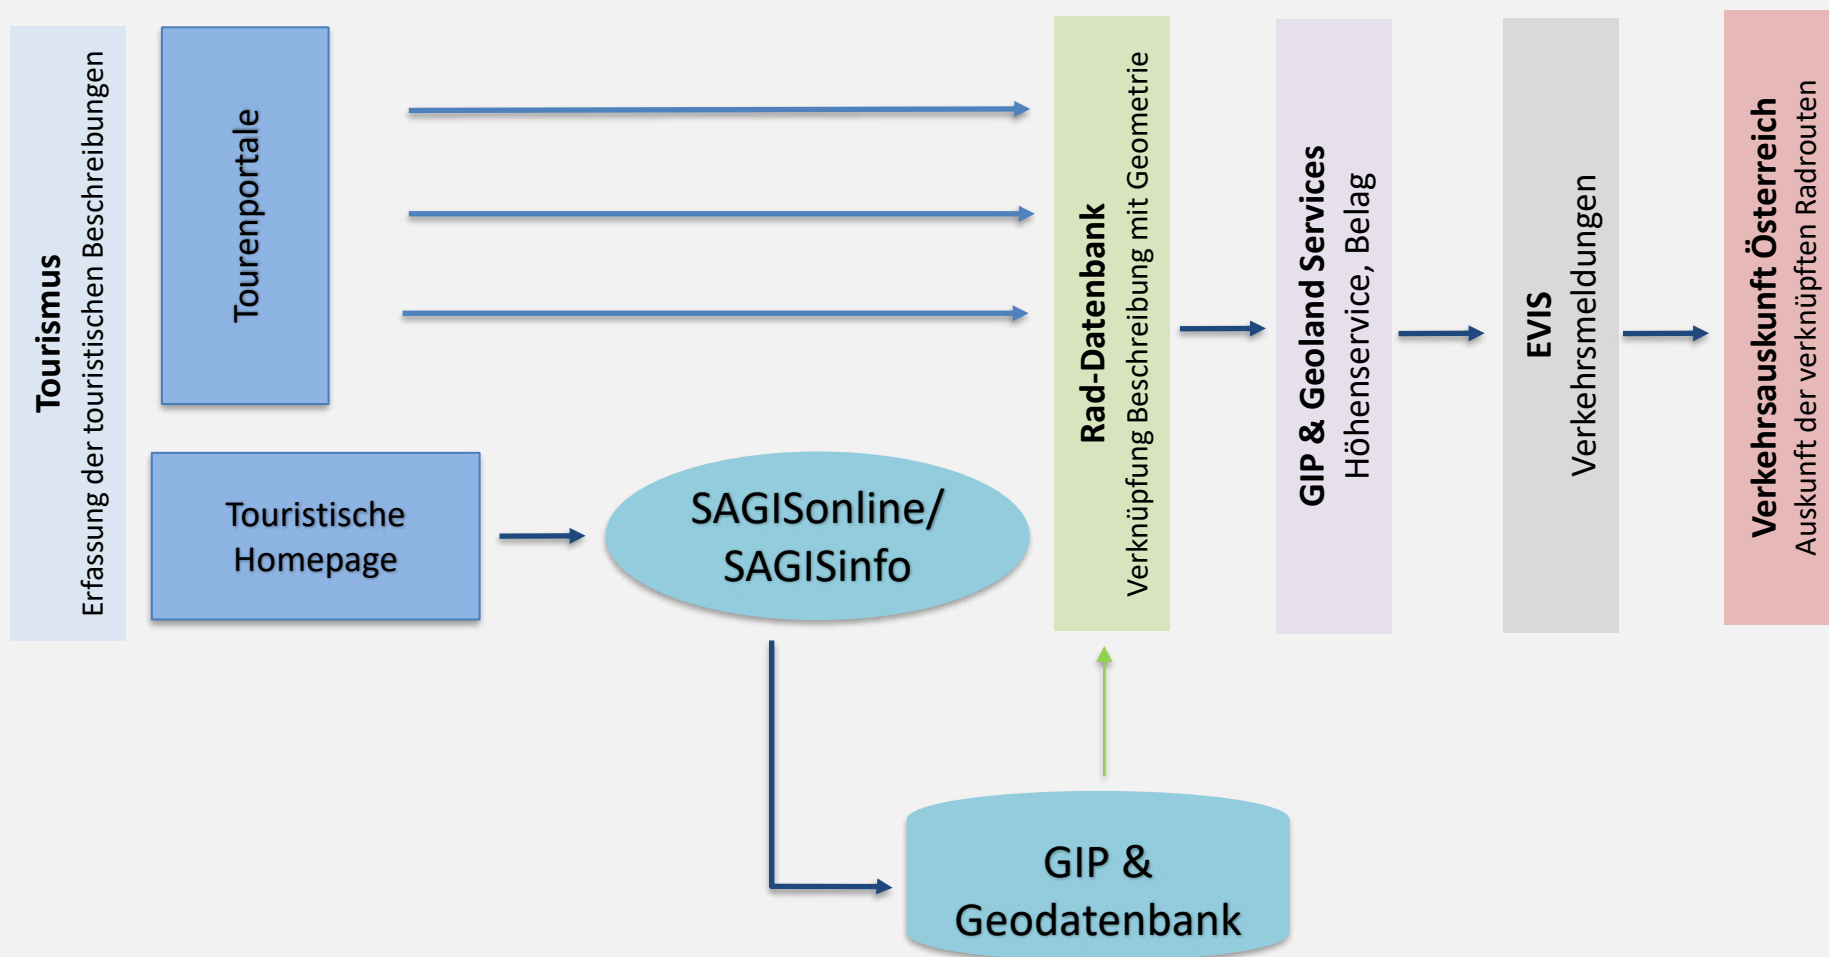 Tourismus
Erfassung der touristischen Beschreibungen
Tourenportale
Touristische
Homepage
SAGISonline/
SAGISinfo
Rad-Datenbank
Verknüpfung Beschreibung mit Geometrie
GIP & Geoland Services
Höhenservice, Belag
EVIS
Verkehrsmeldungen
Verkehrsauskunft Österreich
Auskunft der verknüpften Radrouten
GIP &
Geodatenbank